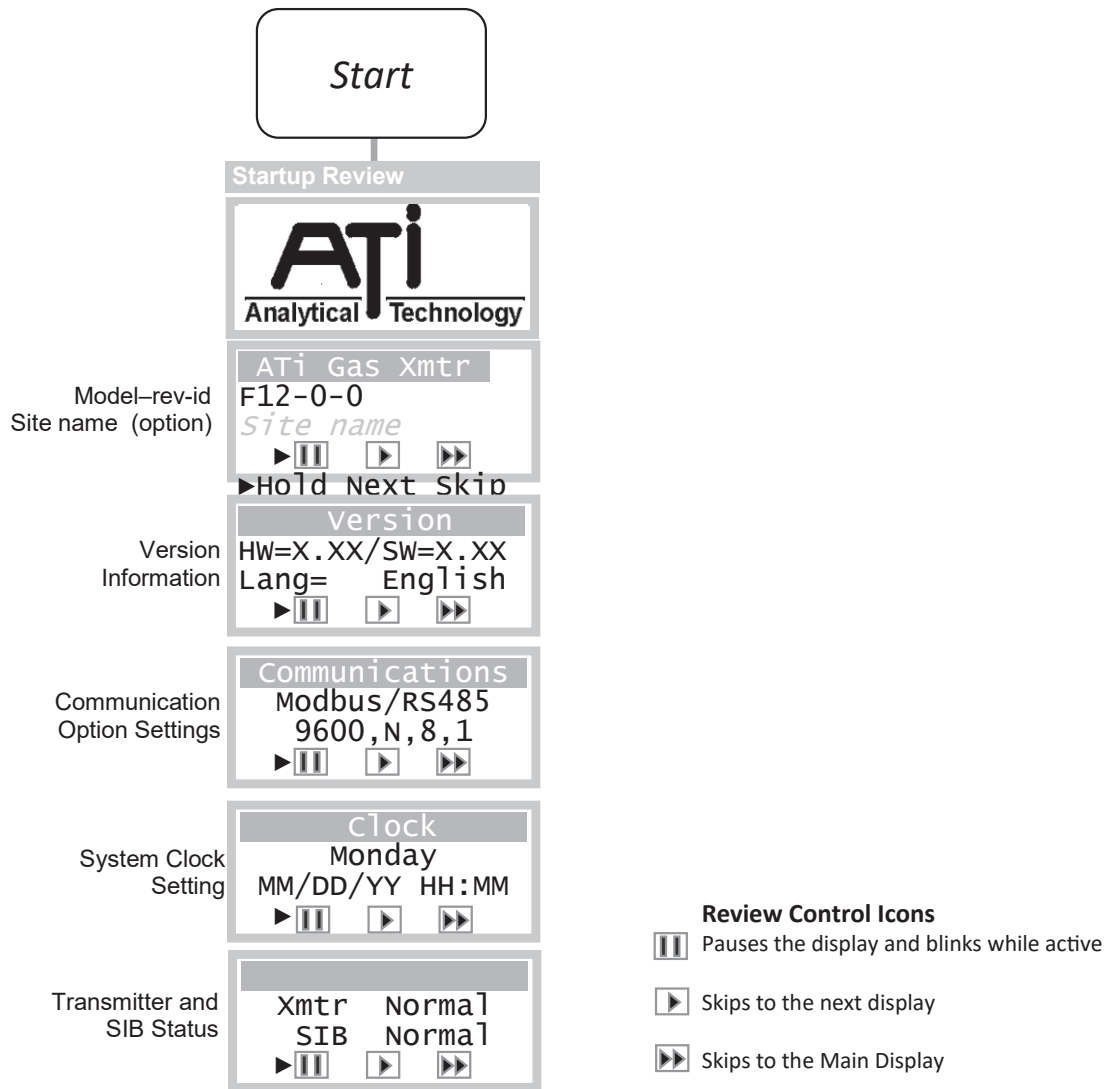 Start
Startup Review
ATi
Analytical Technology
Model–rev-id
Site name (option)
ATi Gas Xmtr
F12-0-0
Site name
►Hold Next Skip
Version
Information
Version
HW=X.XX/SW=X.XX
Lang= English
Communication
Option Settings
Communications
Modbus/RS485
9600,N,8,1
System Clock
Setting
Clock
Monday
MM/DD/YY HH:MM
Transmitter and
SIB Status
Xmtr Normal
SIB Normal
Review Control Icons
Pauses the display and blinks while active
Skips to the next display
Skips to the Main Display